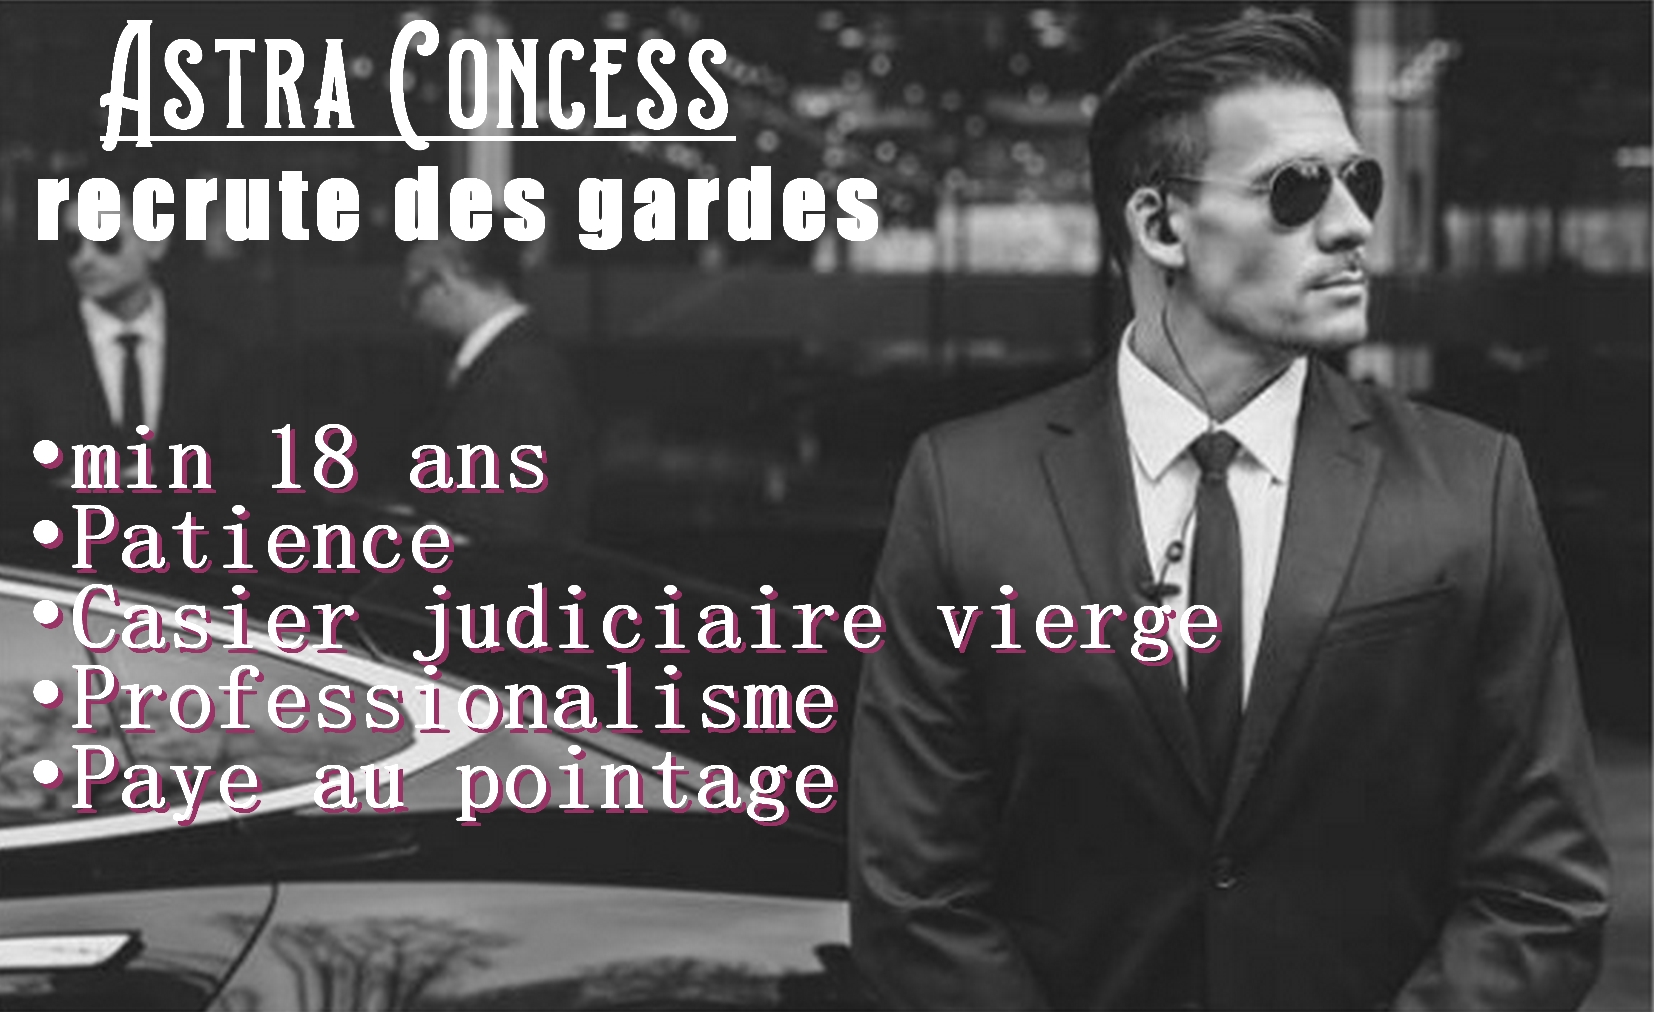 Astra Concess
recrute des gardes
•min 18 ans
•Patience
•Casier judiciaire vierge
•Professionalisme
•Paye au pointage